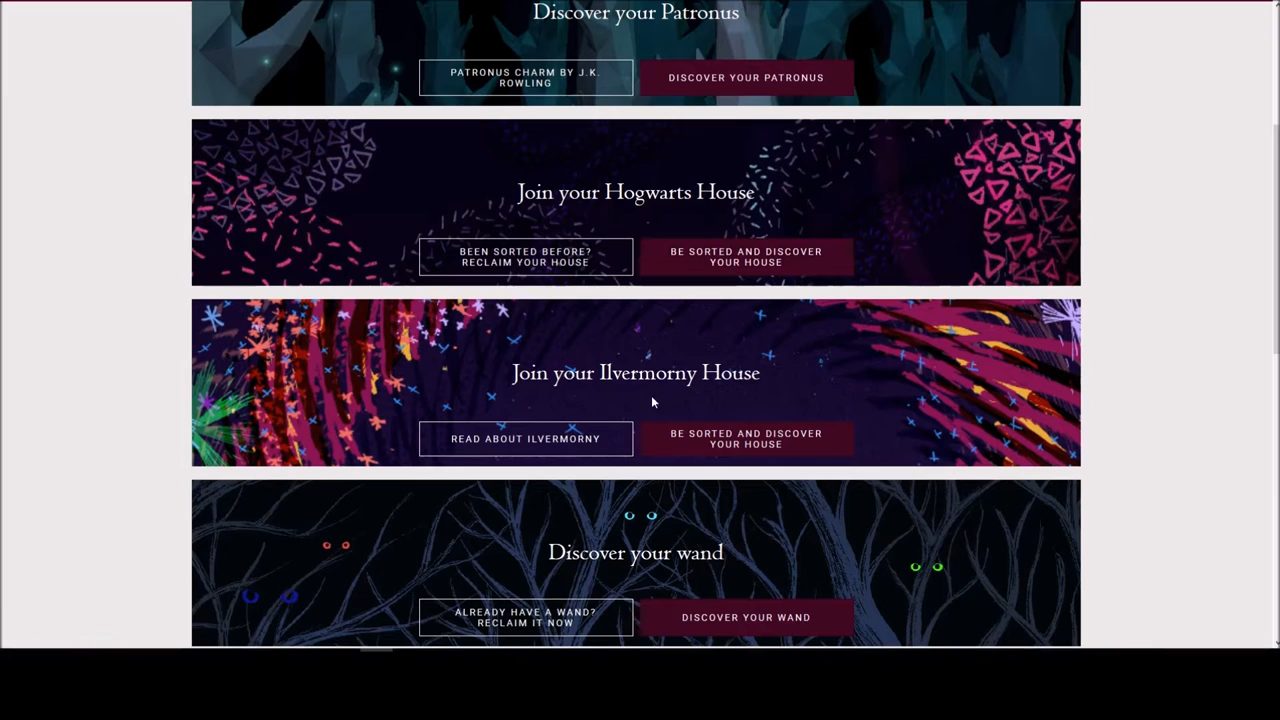 Discover your Patronus
PATRONUS CHARM BY J.K.
ROWLING
DISCOVER YOUR PATRONUS
Join your Hogwarts House
BEEN SORTED BEFORE?
RECLAIM YOUR HOUSE
BE SORTED AND DISCOVER
YOUR HOUSE
Join your Ilvermorny House
READ ABOUT ILVERMORNY
BE SORTED AND DISCOVER
YOUR HOUSE
Discover your wand
ALREADY HAVE A WAND?
RECLAIM IT NOW
DISCOVER YOUR WAND